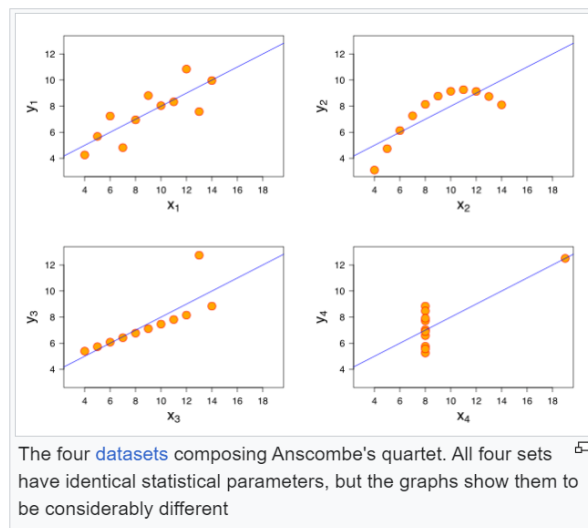 12
10
8
6
4
y1
4 6 8 10 12 14 16 18
x1
12
10
8
6
4
y2
4 6 8 10 12 14 16 18
x2
12
10
8
6
4
y3
4 6 8 10 12 14 16 18
x3
12
10
8
6
4
y4
4 6 8 10 12 14 16 18
x4
The four datasets composing Anscombe's quartet. All four sets
have identical statistical parameters, but the graphs show them to
be considerably different